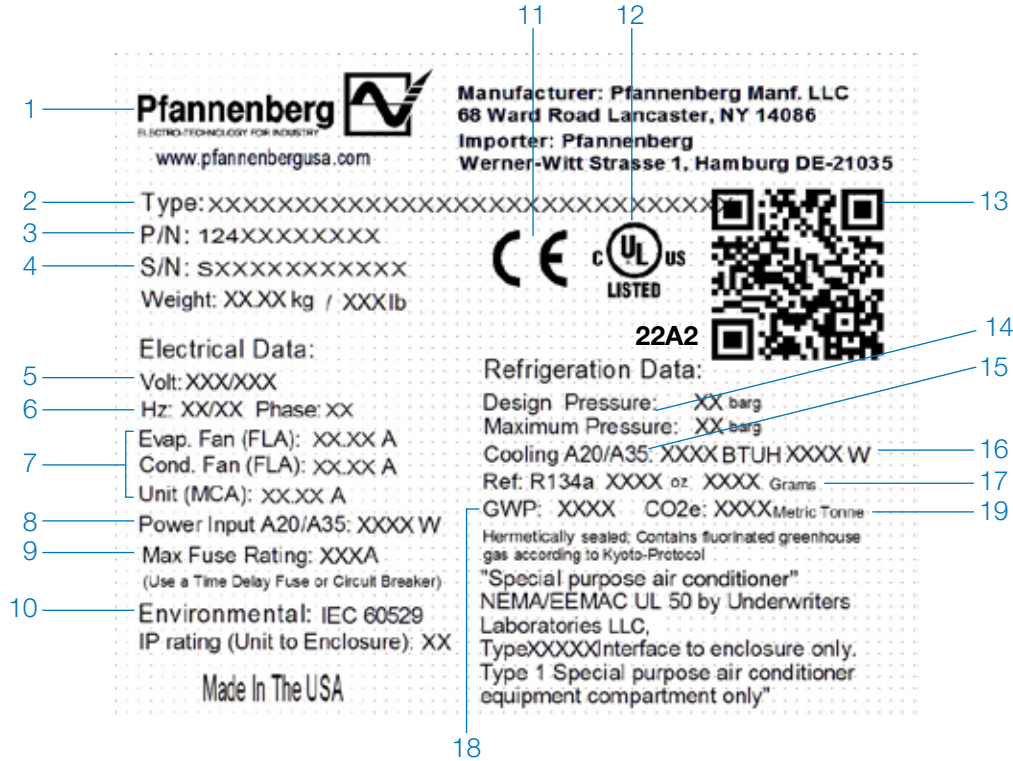 11
12
1
Pfannenberg
ELECTRO-TECHNOLOGY FOR INDUSTRY
www.pfannenbergusa.com
Manufacturer: Pfannenberg Manf. LLC
68 Ward Road Lancaster, NY 14086
Importer: Pfannenberg
Werner-Witt Strasse 1, Hamburg DE-21035
2
Type: XXXXXXXXXXXXXXXXXXXXXXXXXXXXXXX
13
3
P/N: 124XXXXXXXX
4
S/N: SXXXXXXXXXXX
Weight: XX.XX kg / XXX lb
CE
C UL US
LISTED
22A2
Electrical Data:
5
Volt: XXX/XXX
6
Hz: XX/XX Phase: XX
7
Evap. Fan (FLA): XX.XX A
Cond. Fan (FLA): XX.XX A
Unit (MCA): XX.XX A
8
Power Input A20/A35: XXXX W
9
Max Fuse Rating: XXXA
(Use a Time Delay Fuse or Circuit Breaker)
10
Environmental: IEC 60529
IP rating (Unit to Enclosure): XX
Made In The USA
14
15
Refrigeration Data:
Design Pressure: XX barg
Maximum Pressure: XX barg
Cooling A20/A35: XXXX BTUH XXXX W
16
Ref: R134a XXXX oz XXXX Grams
17
GWP: XXXX CO2e: XXXX Metric Tonne
19
Hermetically sealed; Contains fluorinated greenhouse
gas according to Kyoto-Protocol
"Special purpose air conditioner"
NEMA/EEMAC UL 50 by Underwriters
Laboratories LLC,
TypeXXXXXInterface to enclosure only.
Type 1 Special purpose air conditioner
equipment compartment only"
18